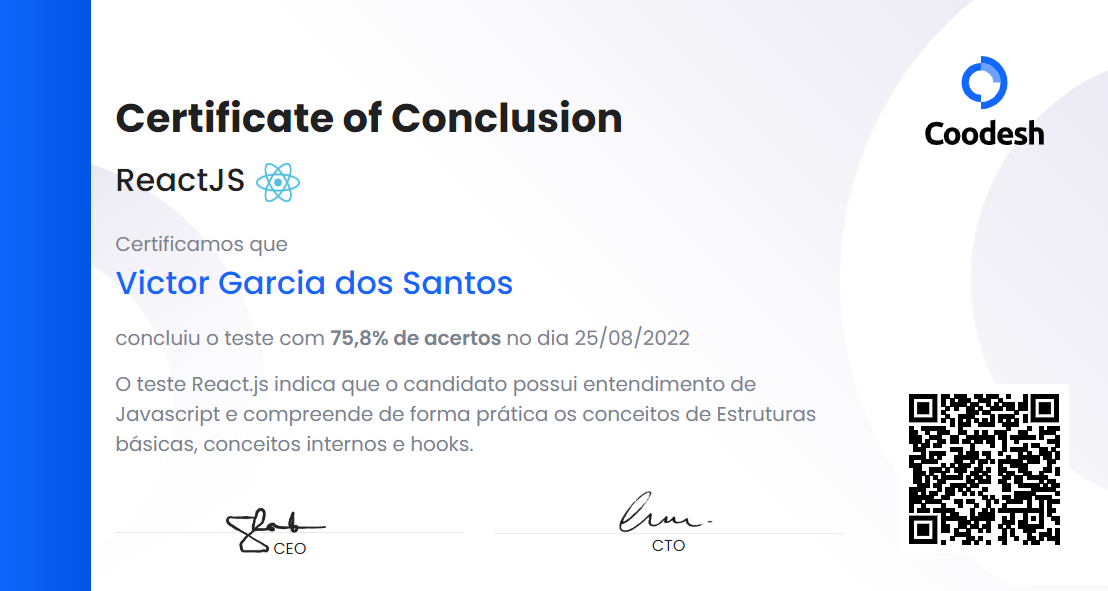 Certificate of Conclusion
Coodesh
ReactJS
Certificamos que
Victor Garcia dos Santos
concluiu o teste com 75,8% de acertos no dia 25/08/2022
O teste React.js indica que o candidato possui entendimento de
Javascript e compreende de forma prática os conceitos de Estruturas
básicas, conceitos internos e hooks.
CEO
CTO